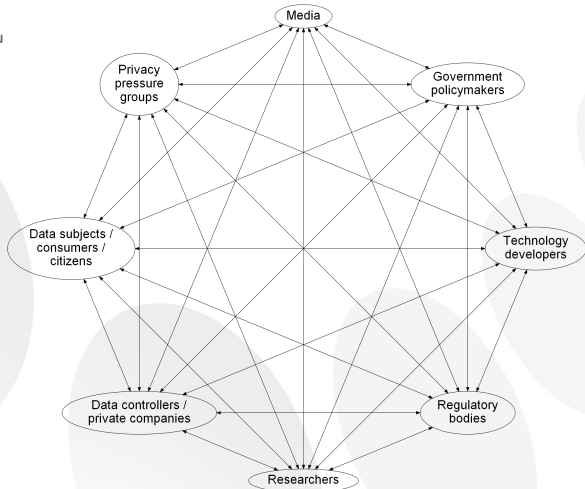 Media
Privacy
pressure
groups
Government
policymakers
Data subjects /
consumers /
citizens
Technology
developers
Data controllers /
private companies
Regulatory
bodies
Researchers